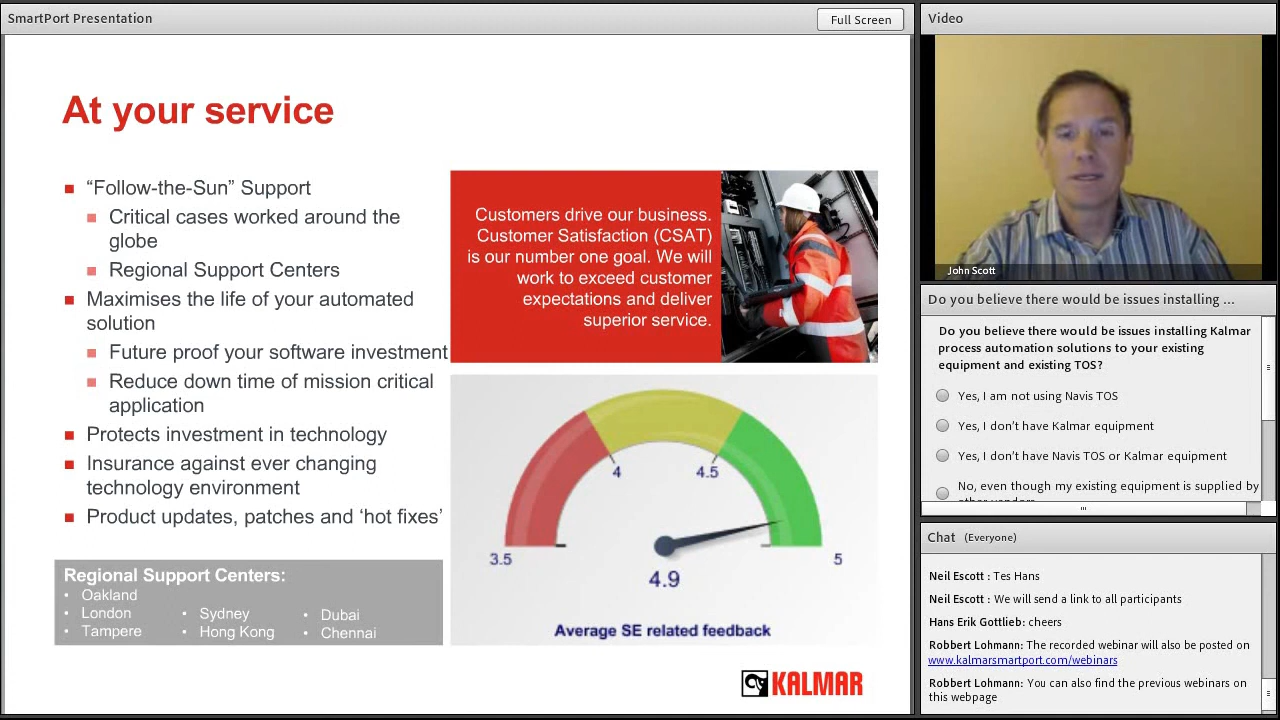 SmartPort Presentation
Full Screen
At your service
“Follow-the-Sun” Support
Critical cases worked around the
globe
Regional Support Centers
Maximises the life of your automated
solution
Future proof your software investment
Reduce down time of mission critical
application
Protects investment in technology
Insurance against ever changing
technology environment
Product updates, patches and ‘hot fixes’
Regional Support Centers:
• Oakland
• London • Sydney • Dubai
• Tampere • Hong Kong • Chennai
Customers drive our business.
Customer Satisfaction (CSAT)
is our number one goal. We will
work to exceed customer
expectations and deliver
superior service.
4 4.5
3.5 5
4.9
Average SE related feedback
KALMAR
Video
John Scott
Do you believe there would be issues installing ...
Do you believe there would be issues installing Kalmar
process automation solutions to your existing
equipment and existing TOS?
Yes, I am not using Navis TOS
Yes, I don’t have Kalmar equipment
Yes, I don’t have Navis TOS or Kalmar equipment
No, even though my existing equipment is supplied by
Chat (Everyone)
Neil Escott : Tes Hans
Neil Escott : We will send a link to all participants
Hans Erik Gottlieb: cheers
Robbert Lohmann: The recorded webinar will also be posted on
www.kalmarsmartport.com/webinars
Robbert Lohmann: You can also find the previous webinars on
this webpage